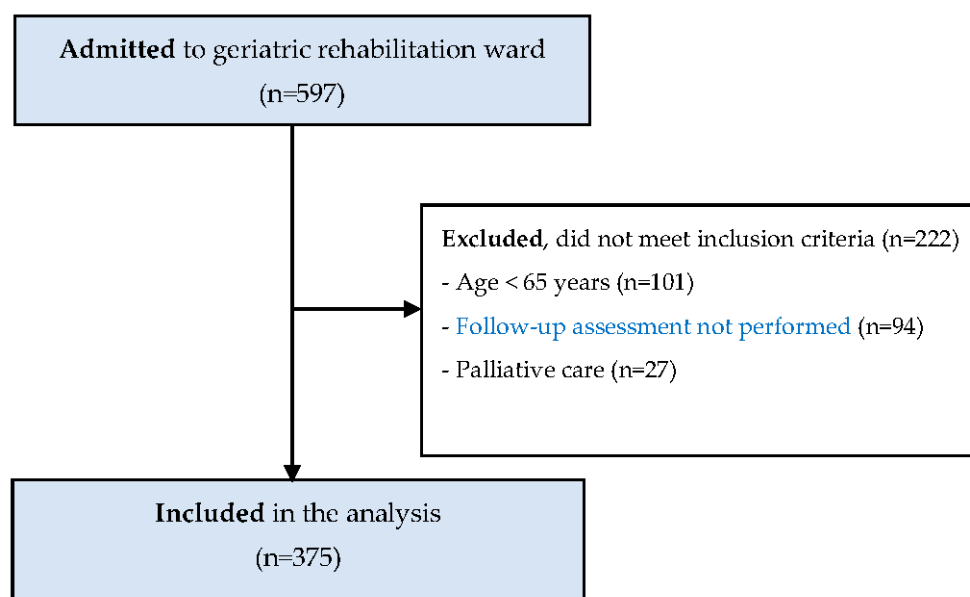 Admitted to geriatric rehabilitation ward
(n=597)
Excluded, did not meet inclusion criteria (n=222)
- Age < 65 years (n=101)
- Follow-up assessment not performed (n=94)
- Palliative care (n=27)
Included in the analysis
(n=375)